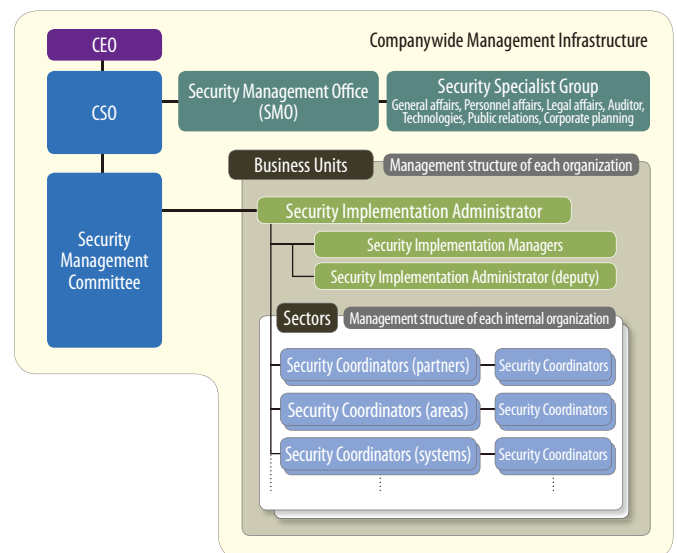 Companywide Management Infrastructure
CEO
CSO
Security Management Office
(SMO)
Security Specialist Group
General affairs, Personnel affairs, Legal affairs, Auditor,
Technologies, Public relations, Corporate planning
Security
Management
Committee
Business Units
Management structure of each organization
Security Implementation Administrator
Security Implementation Managers
Security Implementation Administrator (deputy)
Sectors
Management structure of each internal organization
Security Coordinators (partners)
Security Coordinators
Security Coordinators (areas)
Security Coordinators
Security Coordinators (systems)
Security Coordinators